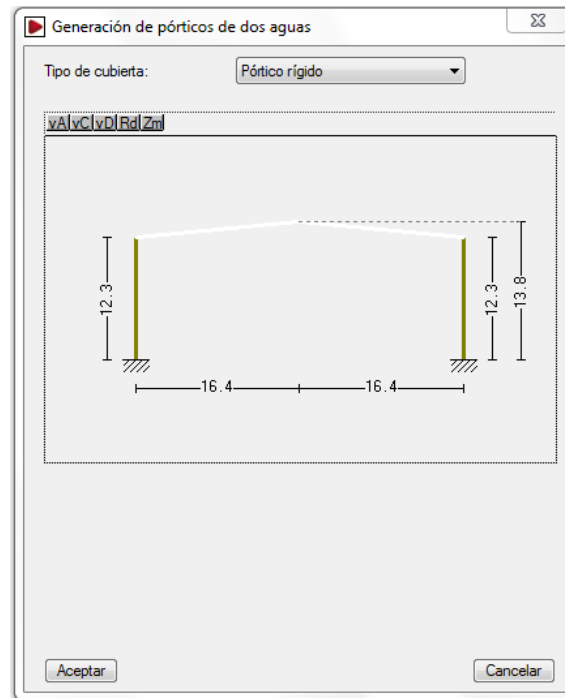 Generación de pórticos de dos aguas
Tipo de cubierta: Pórtico rígido
vA vC vD Rd Zm
12.3 12.3 13.8
16.4 16.4
Aceptar Cancelar